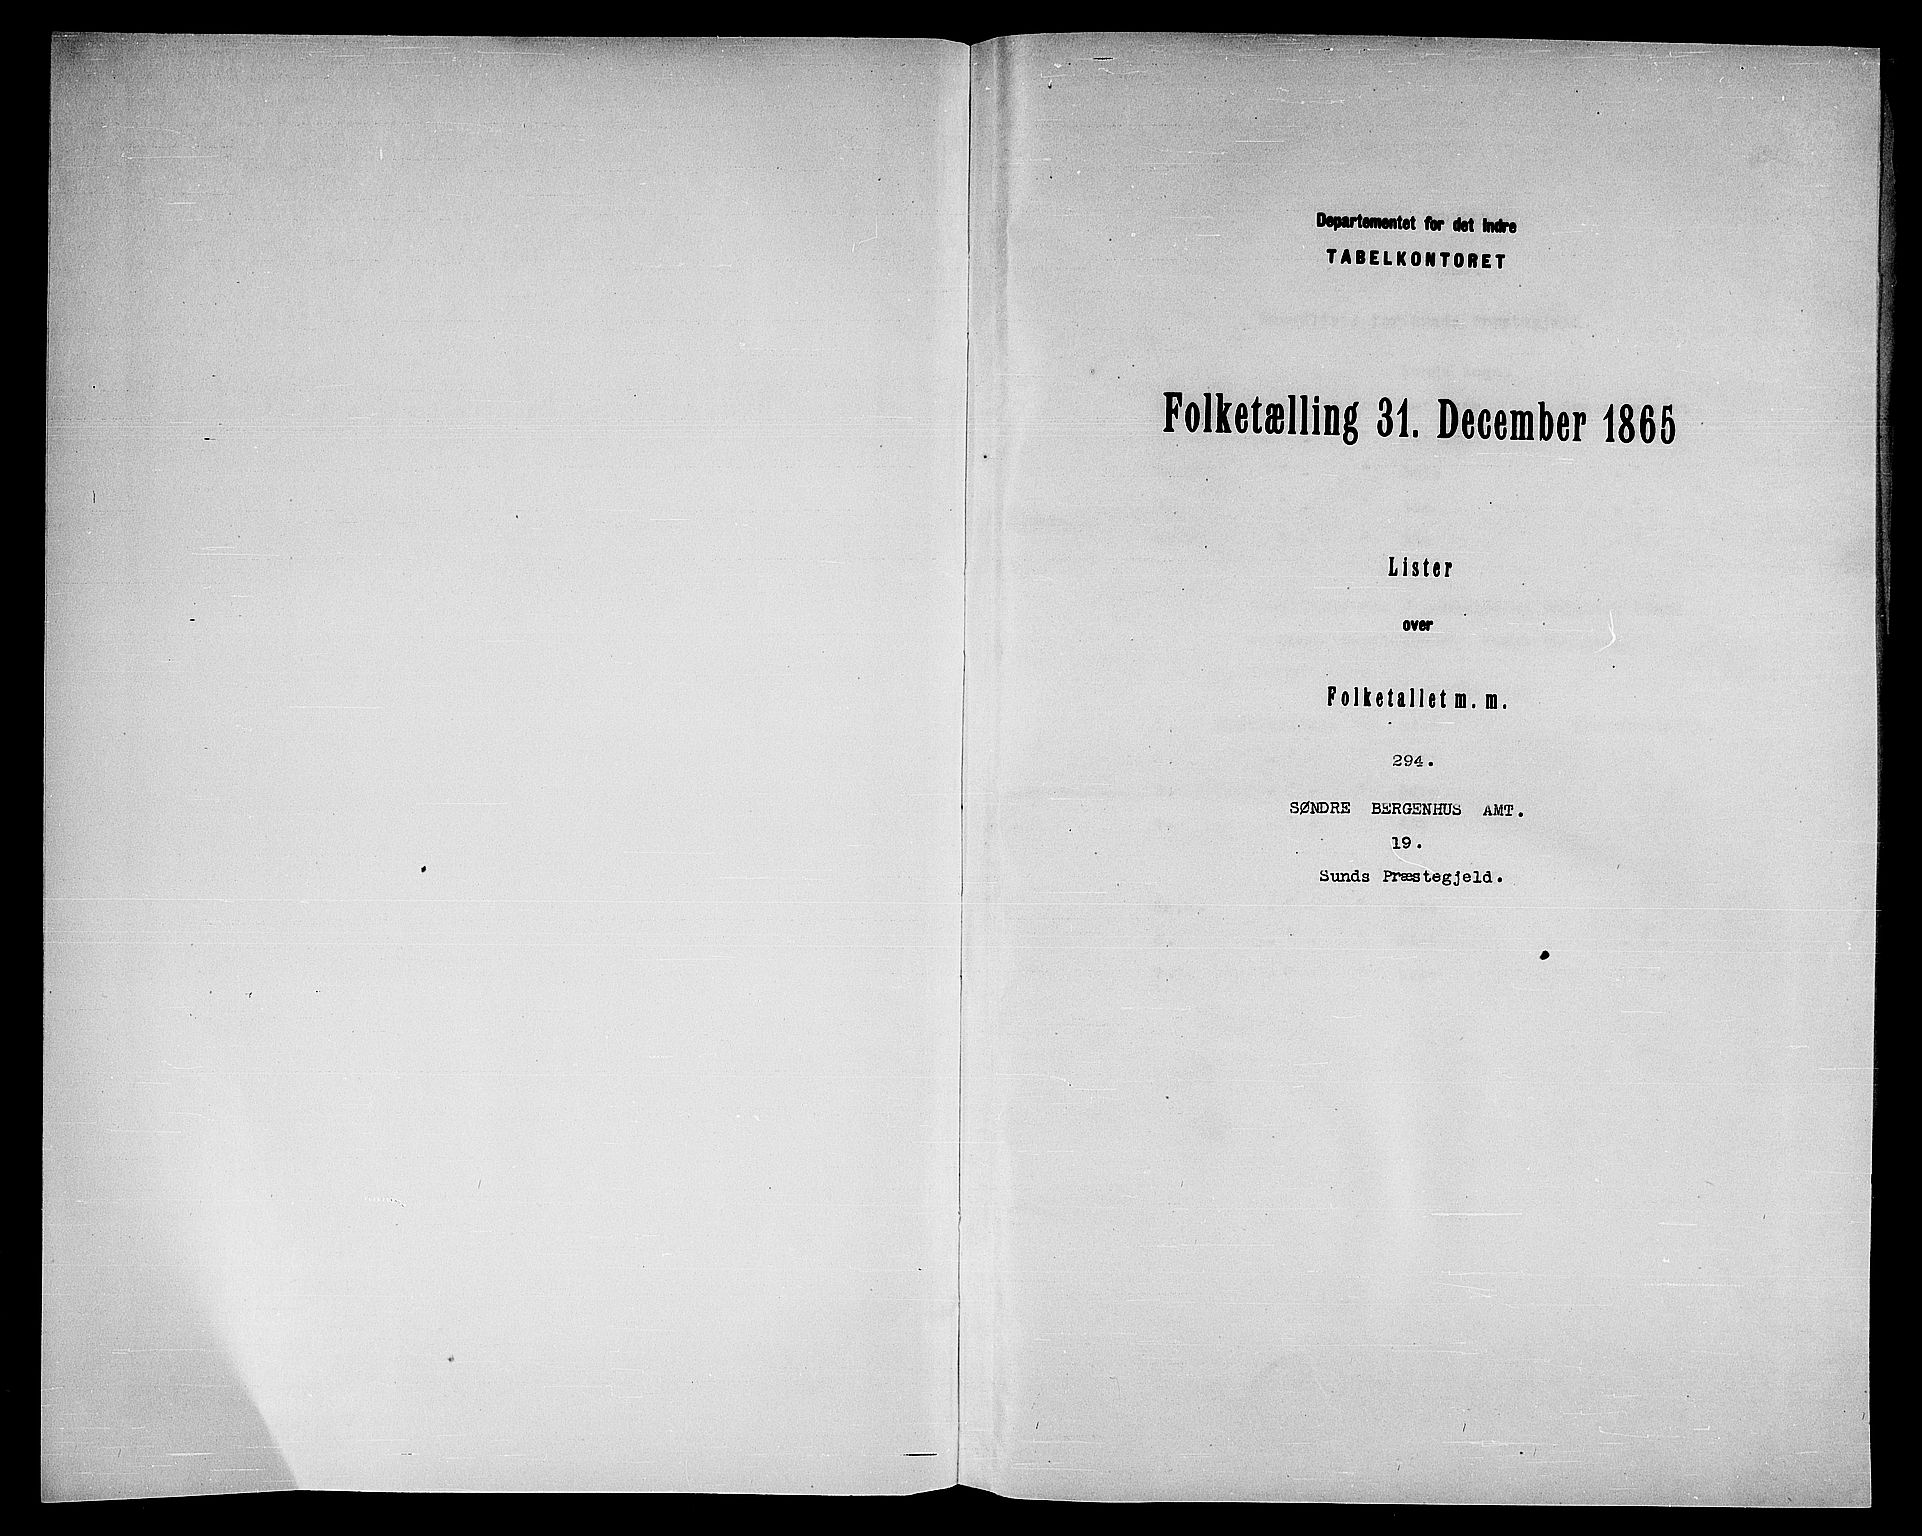 Departementet for det Indre
TABELKONTORET
Folketælling 31. December 1865
Lister
over
Folketallet m. m.
294.
SØNDRE BERGENHUS AMT.
19.
Sunds Præstegjeld.